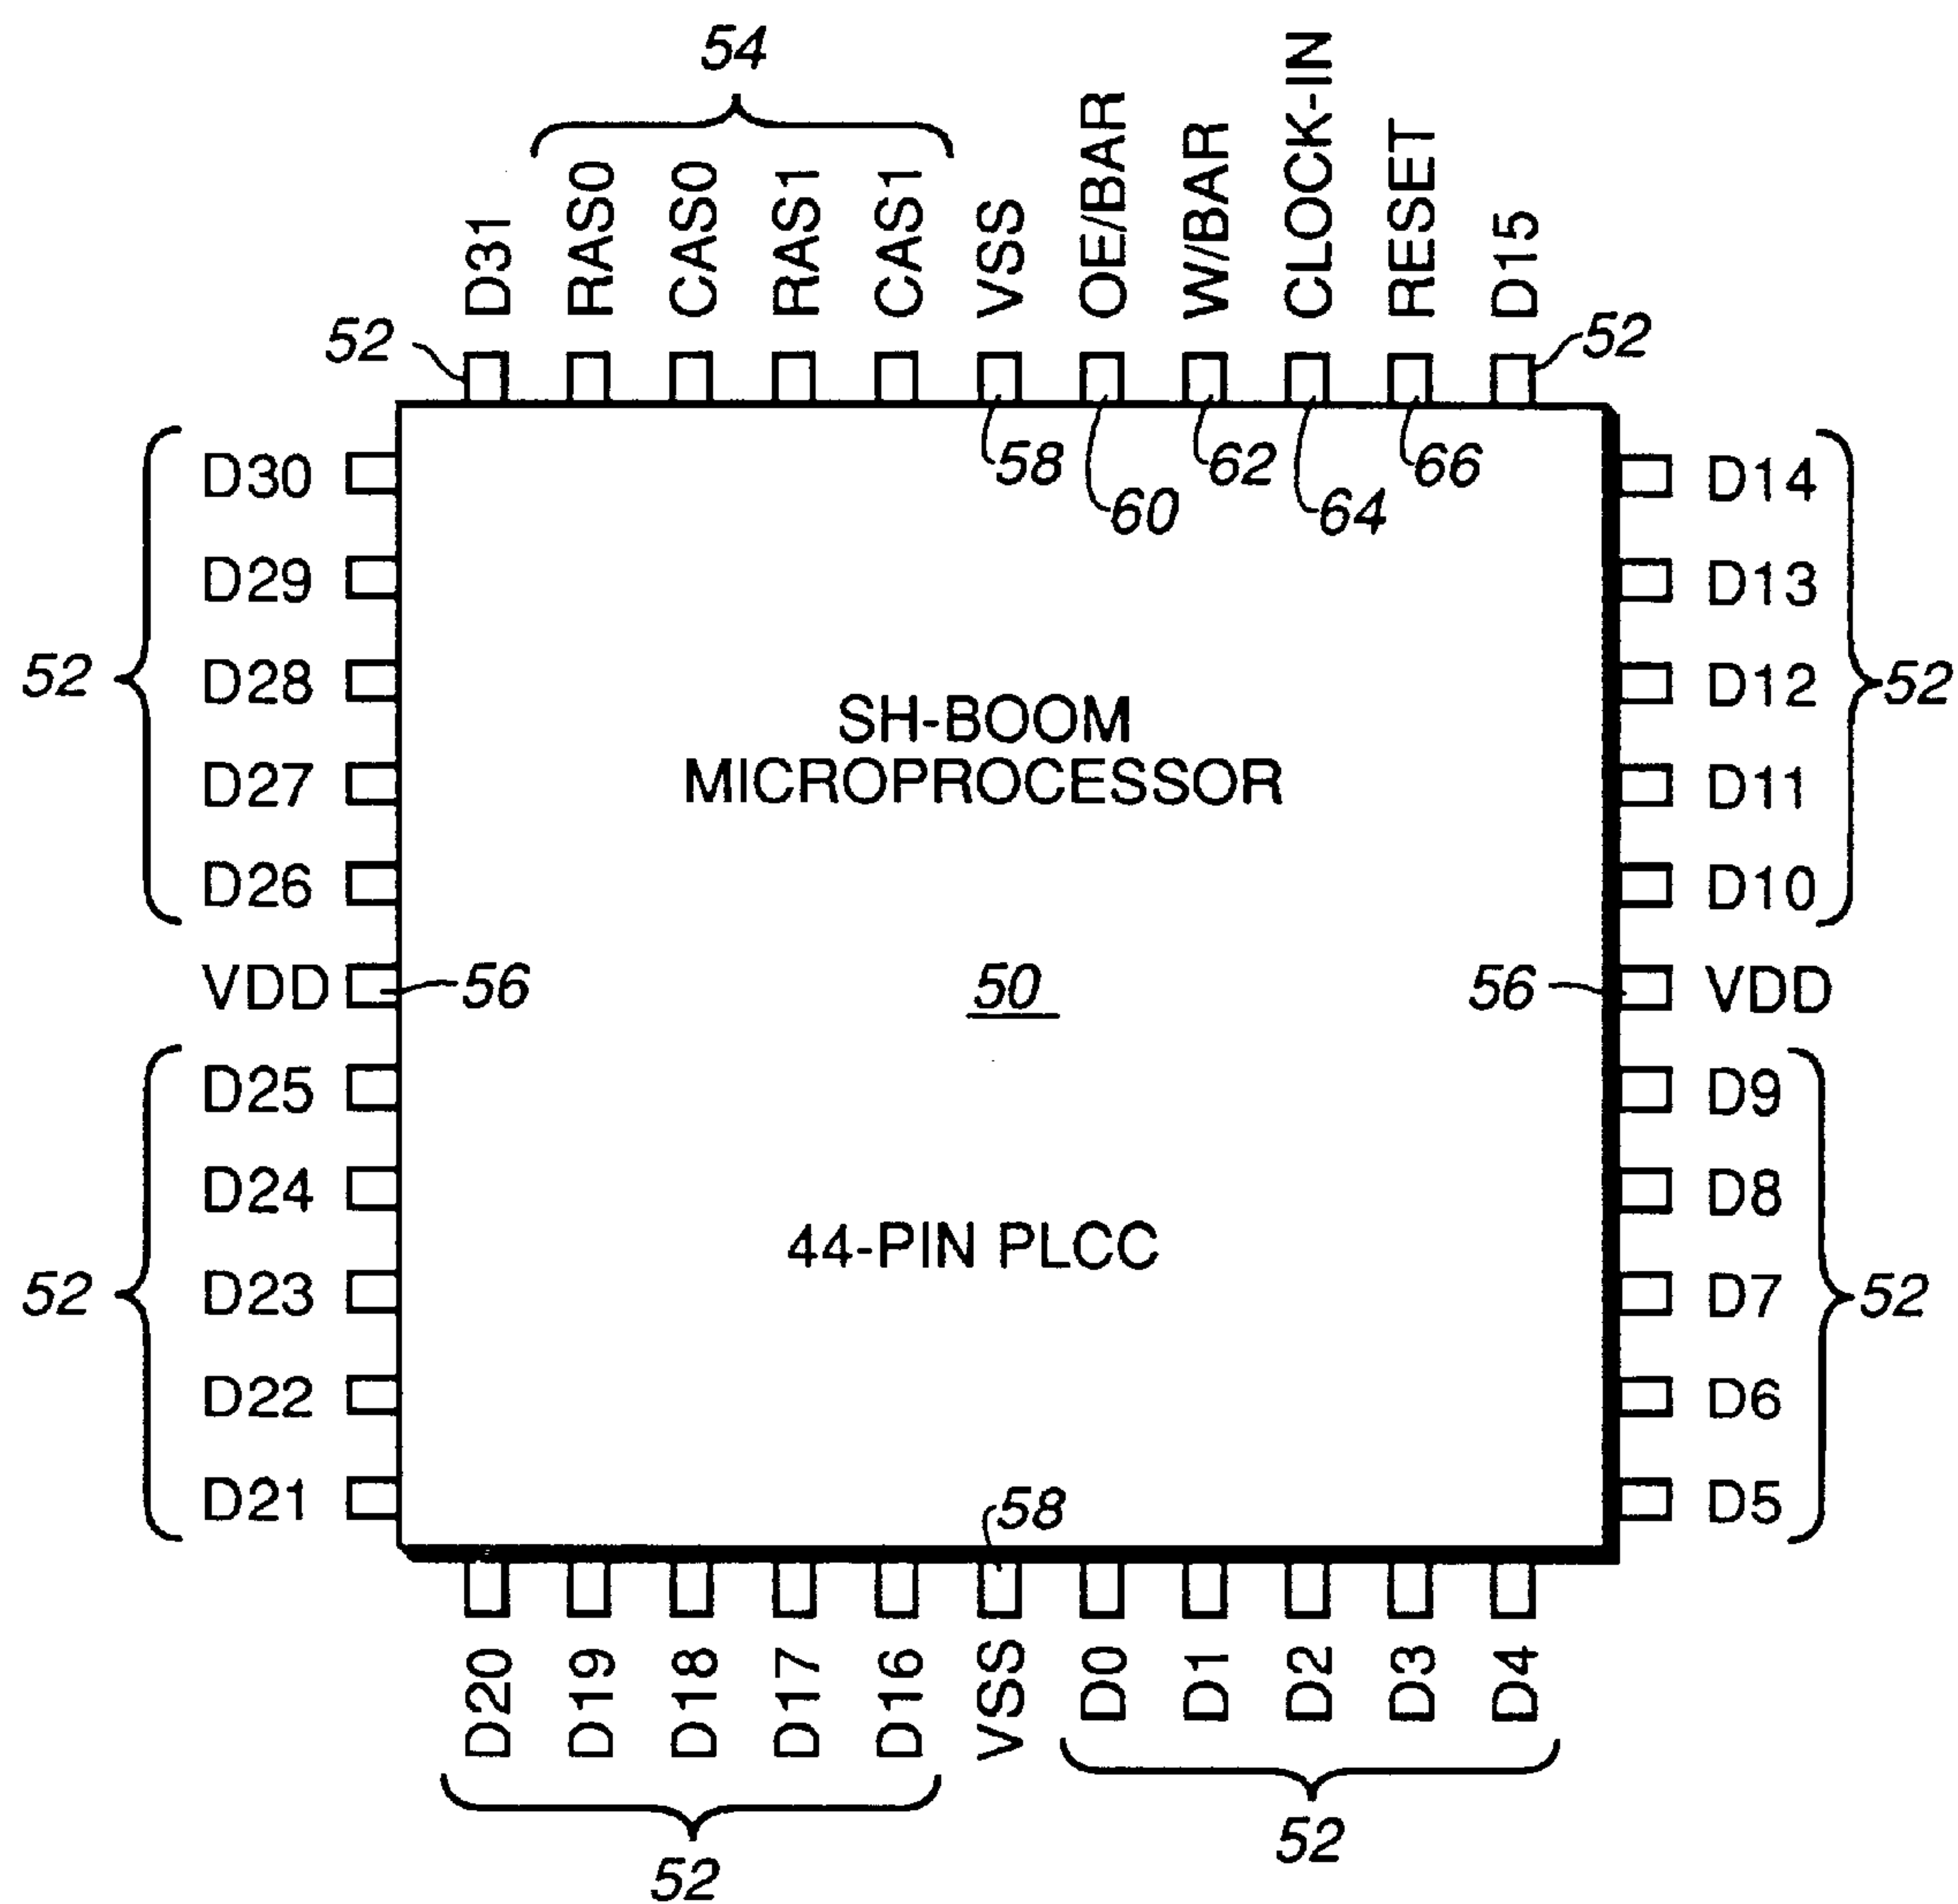 54
D31
RAS0
CAS0
RAS1
CAS1
VSS
OE//BAR
W/BAR
CLOCK-IN
RESET
D15
52
52
58
60
62
64
66
52
D30
D29
D28
D27
D26
VDD
56
52
D25
D24
D23
D22
D21
SH-BOOM
MICROPROCESSOR
50
44-PIN PLCC
D14
D13
D12
D11
D10
52
56
VDD
D9
D8
D7
D6
D5
52
58
D20
D19
D18
D17
D16
VSS
D0
D1
D2
D3
D4
52
52